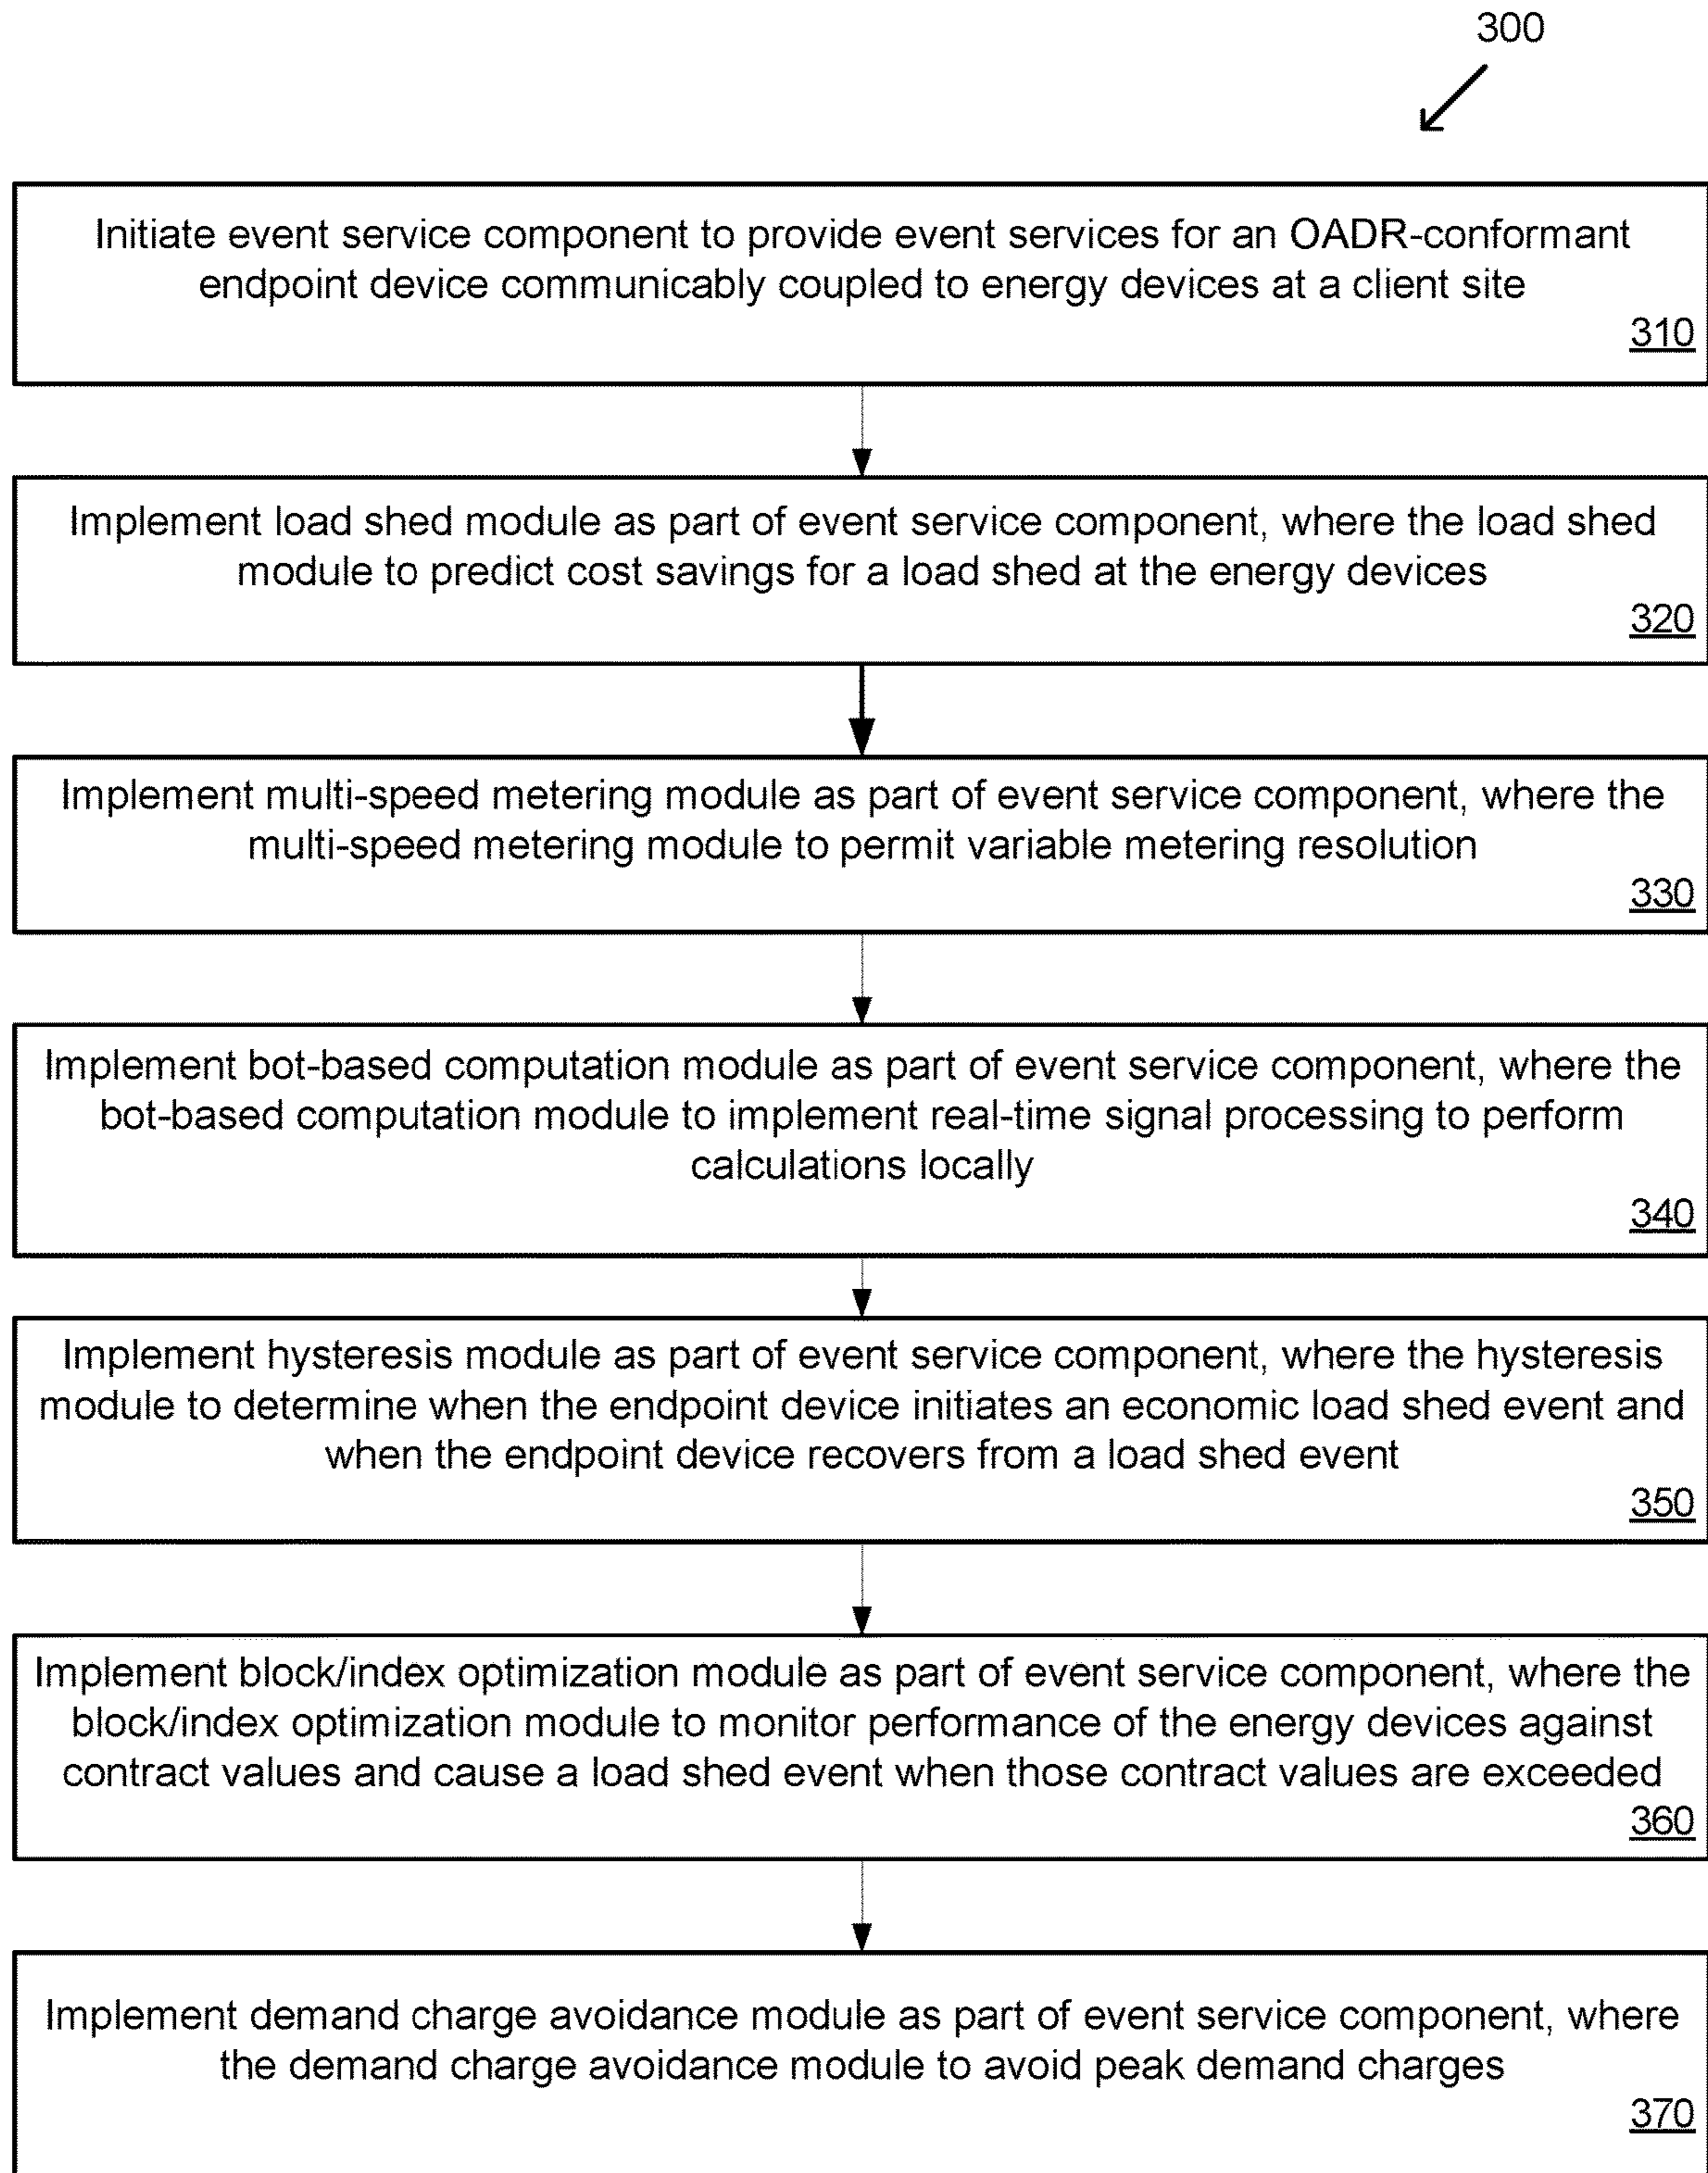 300
Initiate event service component to provide event services for an OADR-conformant
endpoint device communicably coupled to energy devices at a client site
310
Implement load shed module as part of event service component, where the load shed
module to predict cost savings for a load shed at the energy devices
320
Implement multi-speed metering module as part of event service component, where the
multi-speed metering module to permit variable metering resolution
330
Implement bot-based computation module as part of event service component, where the
bot-based computation module to implement real-time signal processing to perform
calculations locally
340
Implement hysteresis module as part of event service component, where the hysteresis
module to determine when the endpoint device initiates an economic load shed event and
when the endpoint device recovers from a load shed event
350
Implement block/index optimization module as part of event service component, where the
block/index optimization module to monitor performance of the energy devices against
contract values and cause a load shed event when those contract values are exceeded
360
Implement demand charge avoidance module as part of event service component, where
the demand charge avoidance module to avoid peak demand charges
370